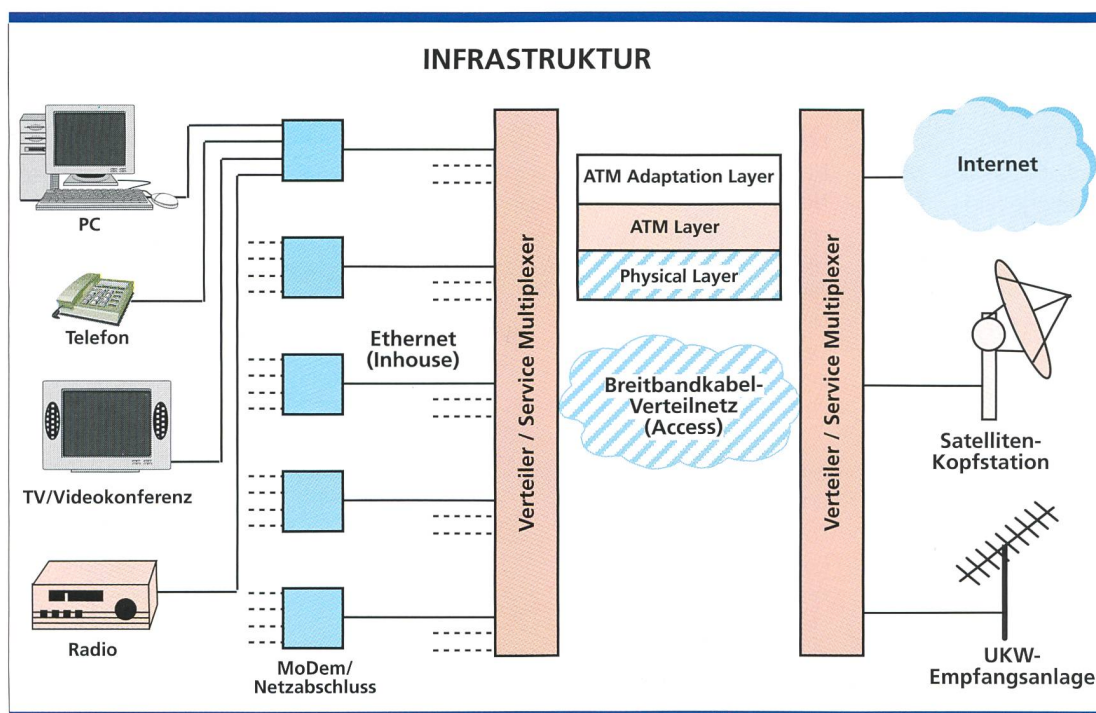 INFRASTRUKTUR
PC
Telefon
TV/Videokonferenz
Radio
MoDem/
Netzabschluss
Ethernet
(Inhouse)
Verteiler / Service Multiplexer
ATM Adaptation Layer
ATM Layer
Physical Layer
Breitbandkabel-
Verteilnetz
(Access)
Verteiler / Service Multiplexer
Internet
Satelliten-
Kopfstation
UKW-
Empfangsanlage